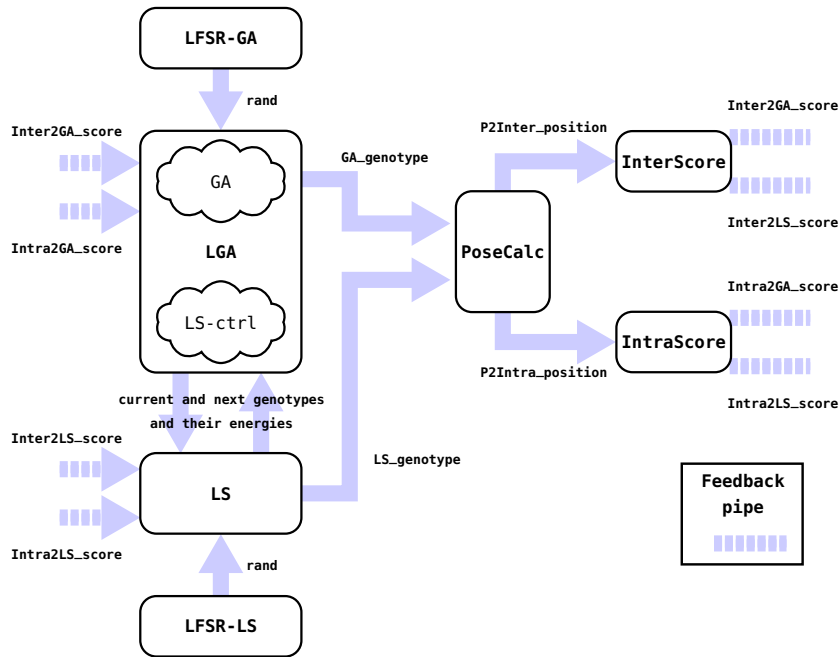 LFSR-GA
rand
Inter2GA_score
Intra2GA_score
GA
LGA
LS-ctrl
GA_genotype
P2Inter_position
PoseCalc
P2Intra_position
InterScore
Inter2GA_score
Inter2LS_score
IntraScore
Intra2GA_score
Intra2LS_score
current and next genotypes
and their energies
Inter2LS_score
Intra2LS_score
LS
LS_genotype
rand
LFSR-LS
Feedback
pipe